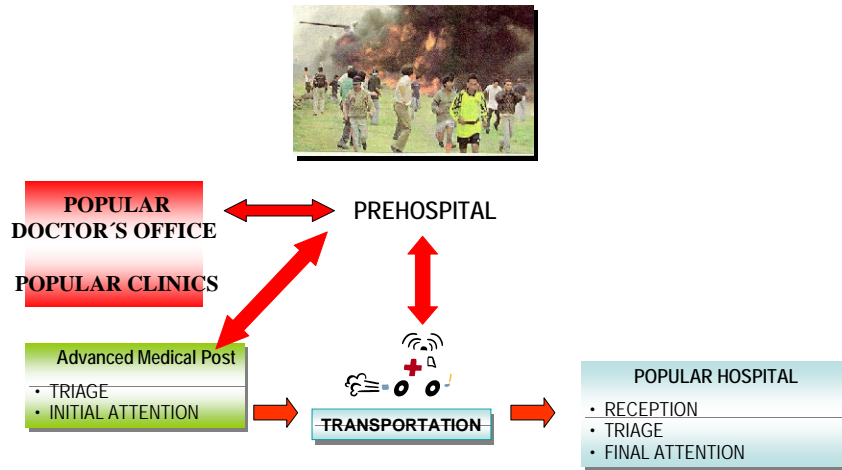 PREHOSPITAL
POPULAR
DOCTOR´S OFFICE
POPULAR CLINICS
Advanced Medical Post
• TRIAGE
• INITIAL ATTENTION
TRANSPORTATION
POPULAR HOSPITAL
• RECEPTION
• TRIAGE
• FINAL ATTENTION